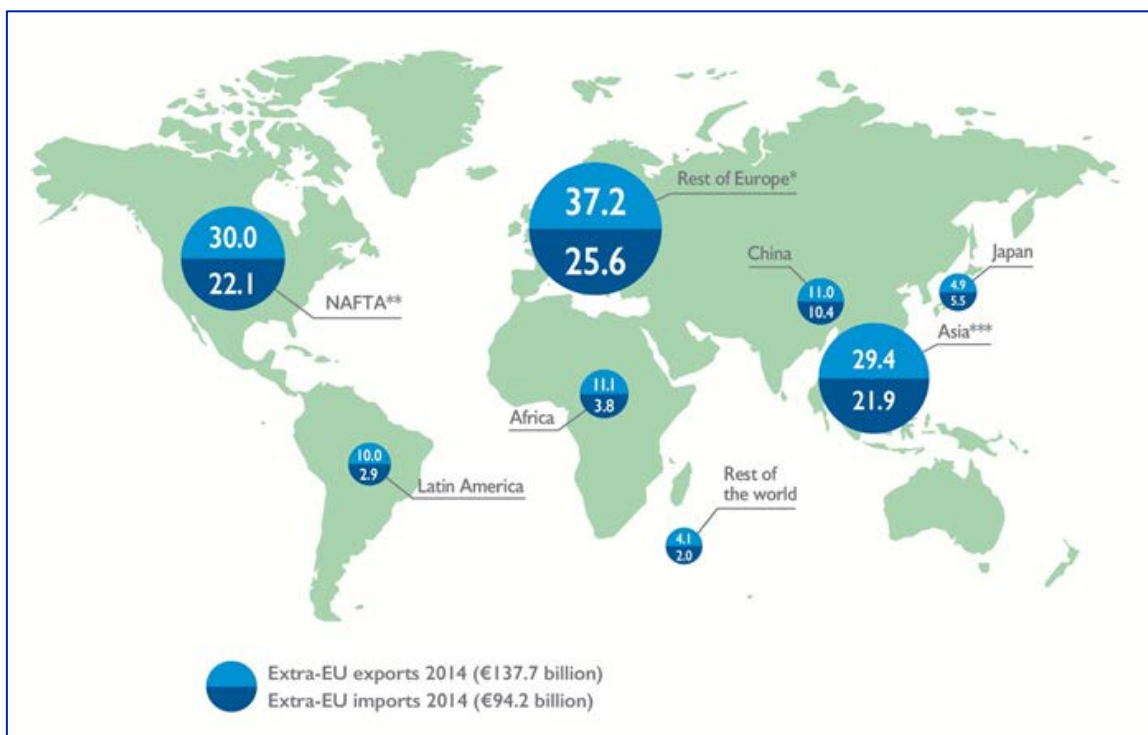 37.2
25.6
Rest of Europe*
30.0
22.1
NAFTA**
China
11.0
10.4
Japan
4.9
5.5
Asia***
29.4
21.9
11.1
3.8
Africa
10.0
2.9
Latin America
Rest of
the world
4.1
2.0
Extra-EU exports 2014 (€137.7 billion)
Extra-EU imports 2014 (€94.2 billion)